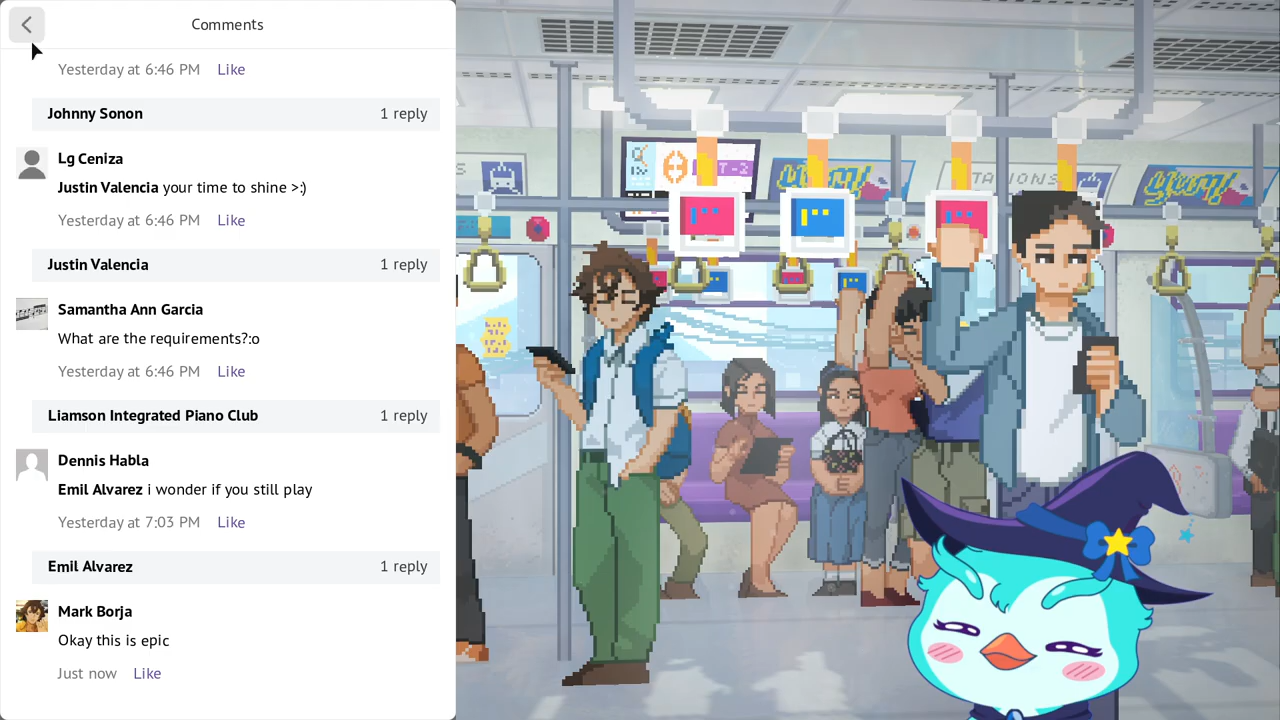 Comments
Yesterday at 6:46 PM Like
Johnny Sonon 1 reply
Lg Ceniza
Justin Valencia your time to shine >:)
Yesterday at 6:46 PM Like
Justin Valencia 1 reply
Samantha Ann Garcia
What are the requirements?:o
Yesterday at 6:46 PM Like
Liamson Integrated Piano Club 1 reply
Dennis Habla
Emil Alvarez i wonder if you still play
Yesterday at 7:03 PM Like
Emil Alvarez 1 reply
Mark Borja
Okay this is epic
Just now Like